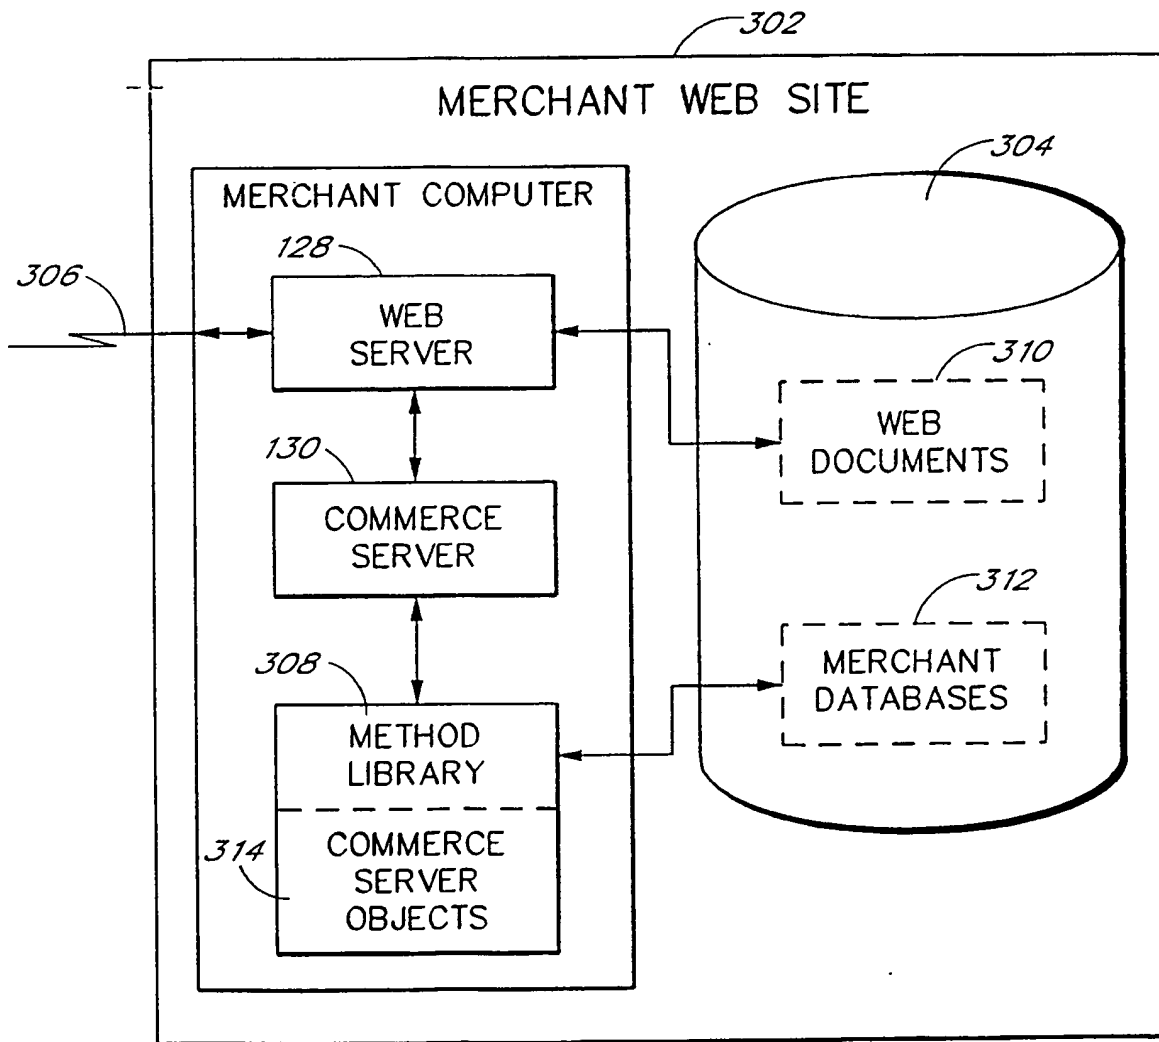 302
MERCHANT WEB SITE
304
MERCHANT COMPUTER
128
306
WEB
SERVER
310
WEB
DOCUMENTS
130
COMMERCE
SERVER
312
MERCHANT
DATABASES
308
METHOD
LIBRARY
314
COMMERCE
SERVER
OBJECTS